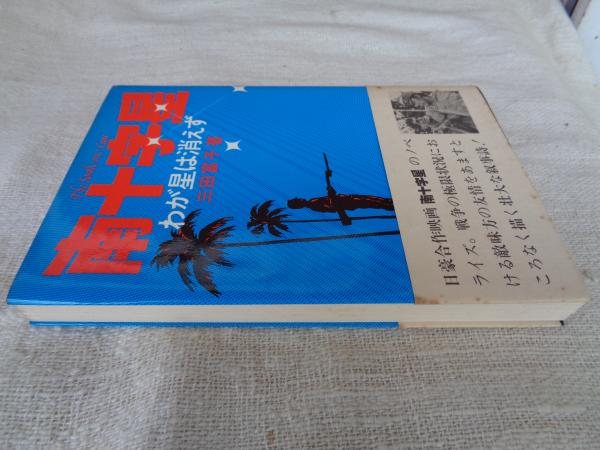 南十字星
わが星は消えず
三田富子著
日豪合作映画 南十字星 のノベ
ライズ。戦争の極限状況にお
ける敵味方の友情をあますと
ころなく描く壮大な叙事詩!